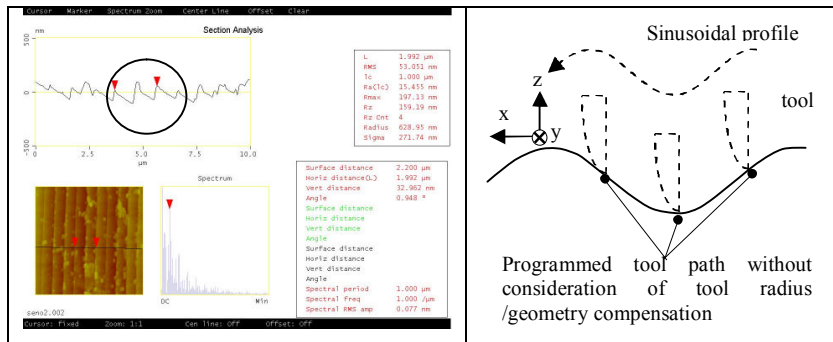 Cursor Marker Spectrum Zoom Center Line Offset Clear
nm
Section Analysis
500
0
-500
0 2.5 5.0 7.5 10.0
µm
L 1.992 µm
RMS 53.051 nm
lc 1.000 µm
Ra(lc) 15.455 nm
Rmax 197.13 nm
Rz 159.19 nm
Rz Cnt 4
Radius 628.95 nm
Sigma 271.74 nm
Spectrum
DC Min
Surface distance 2.200 µm
Horiz distance(L) 1.992 µm
Vert distance 32.962 nm
Angle 0.948 °
Surface distance
Horiz distance
Vert distance
Angle
Surface distance
Horiz distance
Vert distance
Angle
Spectral period 1.000 µm
Spectral freq 1.000 /µm
Spectral RMS amp 0.077 nm
seno2.002
Cursor: fixed Zoom: 1:1 Cen line: Off Offset: Off
Sinusoidal profile
z
tool
x
y
Programmed tool path without
consideration of tool radius
/geometry compensation